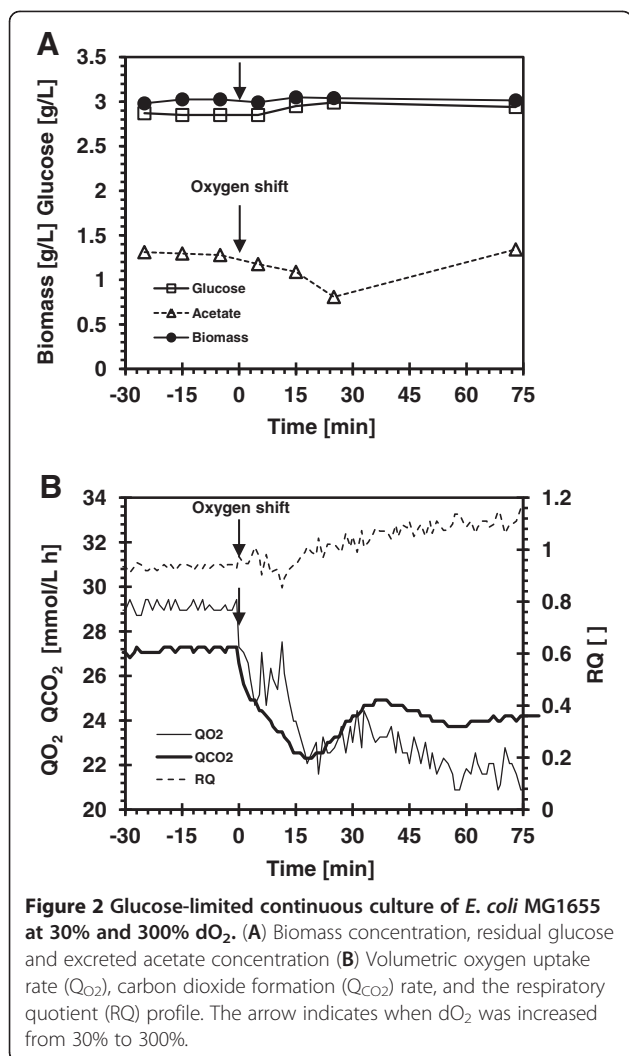 A
Biomass [g/L] Glucose [g/L]
3.5
3
2.5
2
1.5
1
0.5
0
Oxygen shift
Glucose
Acetate
Biomass
-30 -15 0 15 30 45 60 75
Time [min]
B
QO2 QCO2 [mmol/L h]
34
32
30
28
26
24
22
20
Oxygen shift
QO2
QCO2
RQ
1.2
1
0.8
0.6
0.4
0.2
0
RQ [ ]
-30 -15 0 15 30 45 60 75
Time [min]
Figure 2 Glucose-limited continuous culture of E. coli MG1655
at 30% and 300% dO2. (A) Biomass concentration, residual glucose
and excreted acetate concentration (B) Volumetric oxygen uptake
rate (QO2), carbon dioxide formation (QCO2) rate, and the respiratory
quotient (RQ) profile. The arrow indicates when dO2 was increased
from 30% to 300%.